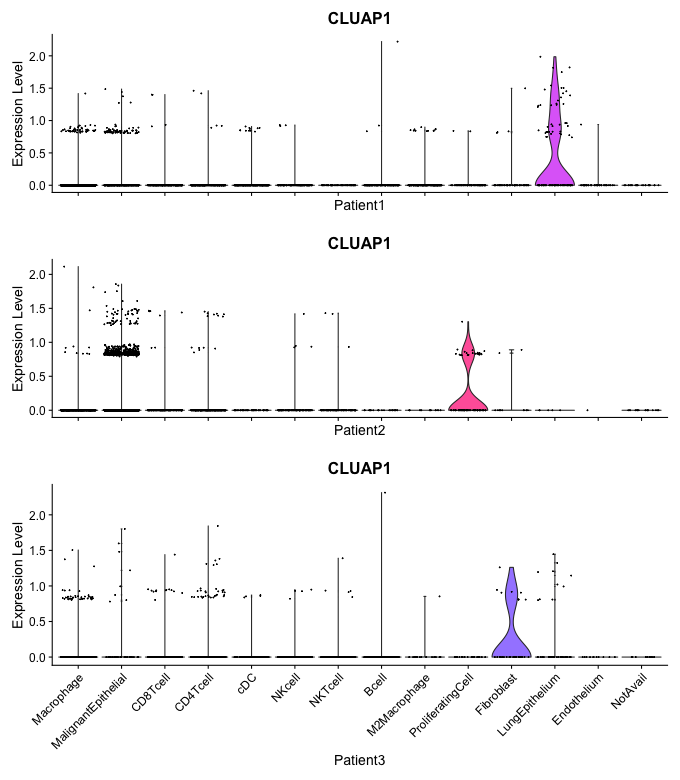 CLUAP1
Expression Level
2.0
1.5
1.0
0.5
0.0
Patient1
CLUAP1
Expression Level
2.0
1.5
1.0
0.5
0.0
Patient2
CLUAP1
Expression Level
2.0
1.5
1.0
0.5
0.0
Macrophage
MalignantEpithelial
CD8Tcell
CD4Tcell
cDC
NKcell
NKTcell
Bcell
M2Macrophage
ProliferatingCell
Fibroblast
LungEpithelium
Endothelium
NotAvail
Patient3